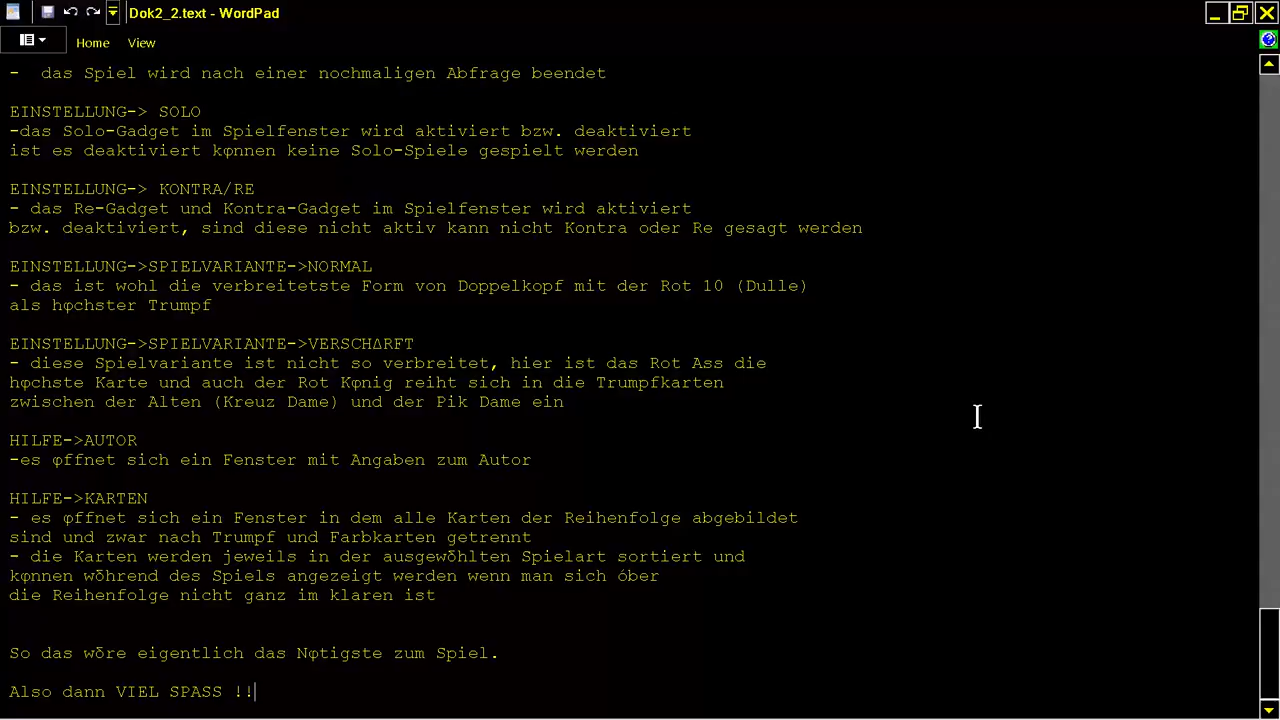 Dok2_2.text - WordPad
Home View
-  das Spiel wird nach einer nochmaligen Abfrage beendet
EINSTELLUNG-> SOLO
-das Solo-Gadget im Spielfenster wird aktiviert bzw. deaktiviert
ist es deaktiviert kφnnen keine Solo-Spiele gespielt werden
EINSTELLUNG-> KONTRA/RE
- das Re-Gadget und Kontra-Gadget im Spielfenster wird aktiviert
bzw. deaktiviert, sind diese nicht aktiv kann nicht Kontra oder Re gesagt werden
EINSTELLUNG->SPIELVARIANTE->NORMAL
- das ist wohl die verbreitetste Form von Doppelkopf mit der Rot 10 (Dulle)
als hφchster Trumpf
EINSTELLUNG->SPIELVARIANTE->VERSCHΔRFT
- diese Spielvariante ist nicht so verbreitet, hier ist das Rot Ass die
hφchste Karte und auch der Rot Kφnig reiht sich in die Trumpfkarten
zwischen der Alten (Kreuz Dame) und der Pik Dame ein
HILFE->AUTOR
-es φffnet sich ein Fenster mit Angaben zum Autor
HILFE->KARTEN
- es φffnet sich ein Fenster in dem alle Karten der Reihenfolge abgebildet
sind und zwar nach Trumpf und Farbkarten getrennt
- die Karten werden jeweils in der ausgewδhlten Spielart sortiert und
kφnnen wδhrend des Spiels angezeigt werden wenn man sich όber
die Reihenfolge nicht ganz im klaren ist
So das wδre eigentlich das Nφtigste zum Spiel.
Also dann VIEL SPASS !!